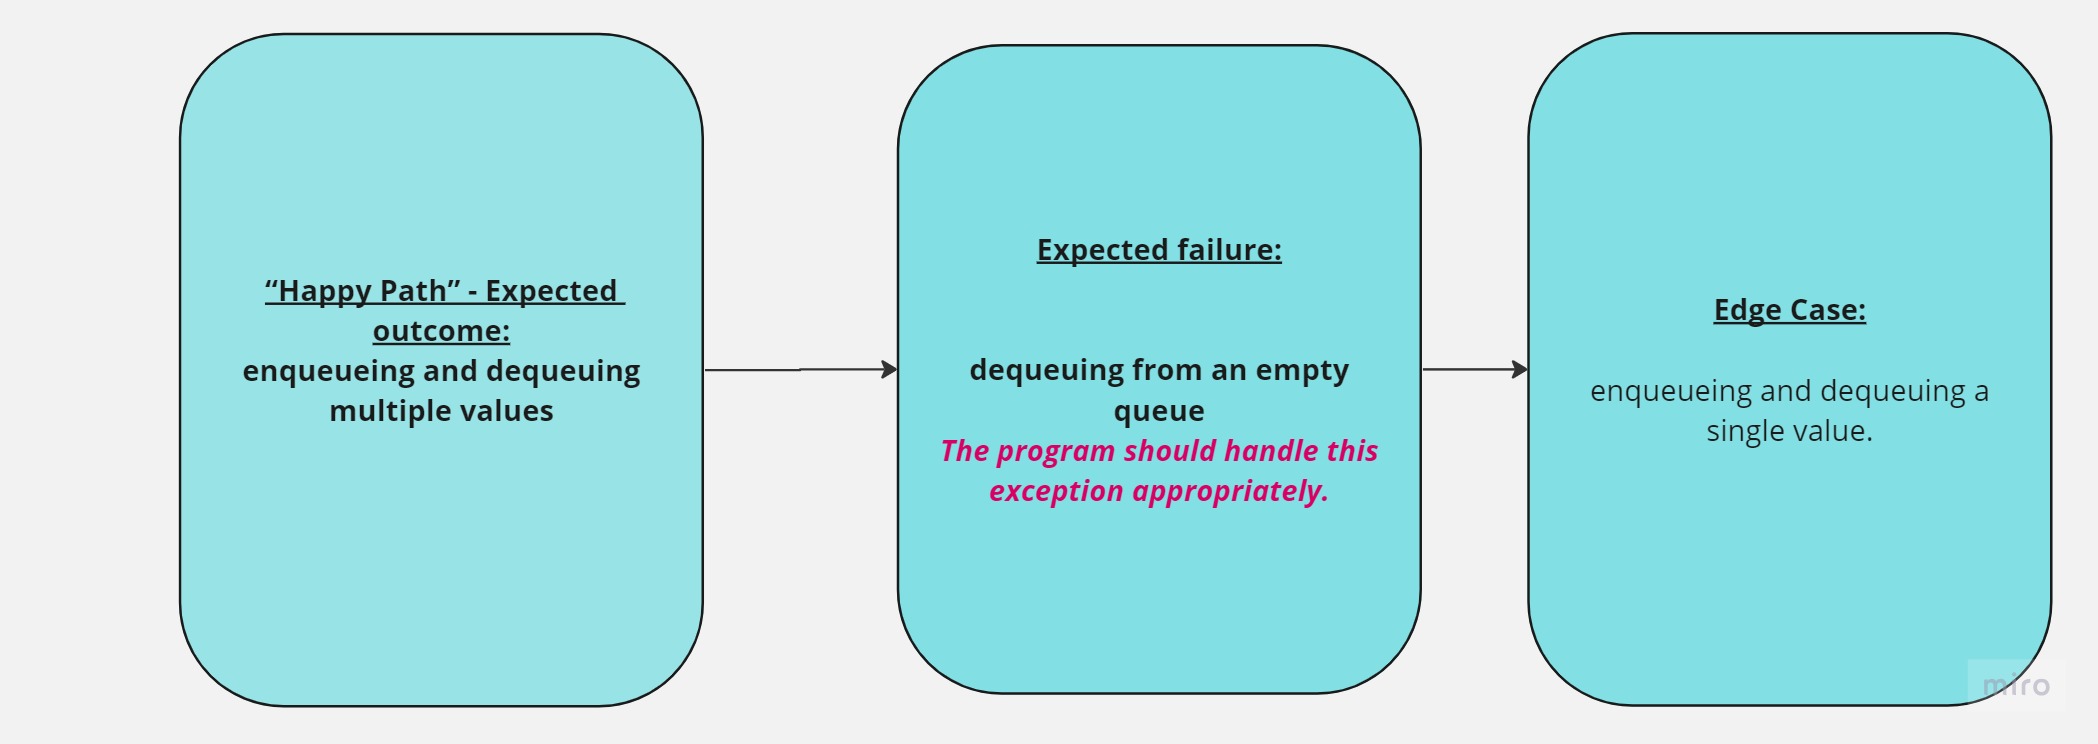 “Happy Path” - Expected
outcome:
enqueueing and dequeuing
multiple values
Expected failure:
dequeuing from an empty
queue
The program should handle this
exception appropriately.
Edge Case:
enqueueing and dequeuing a
single value.
miro